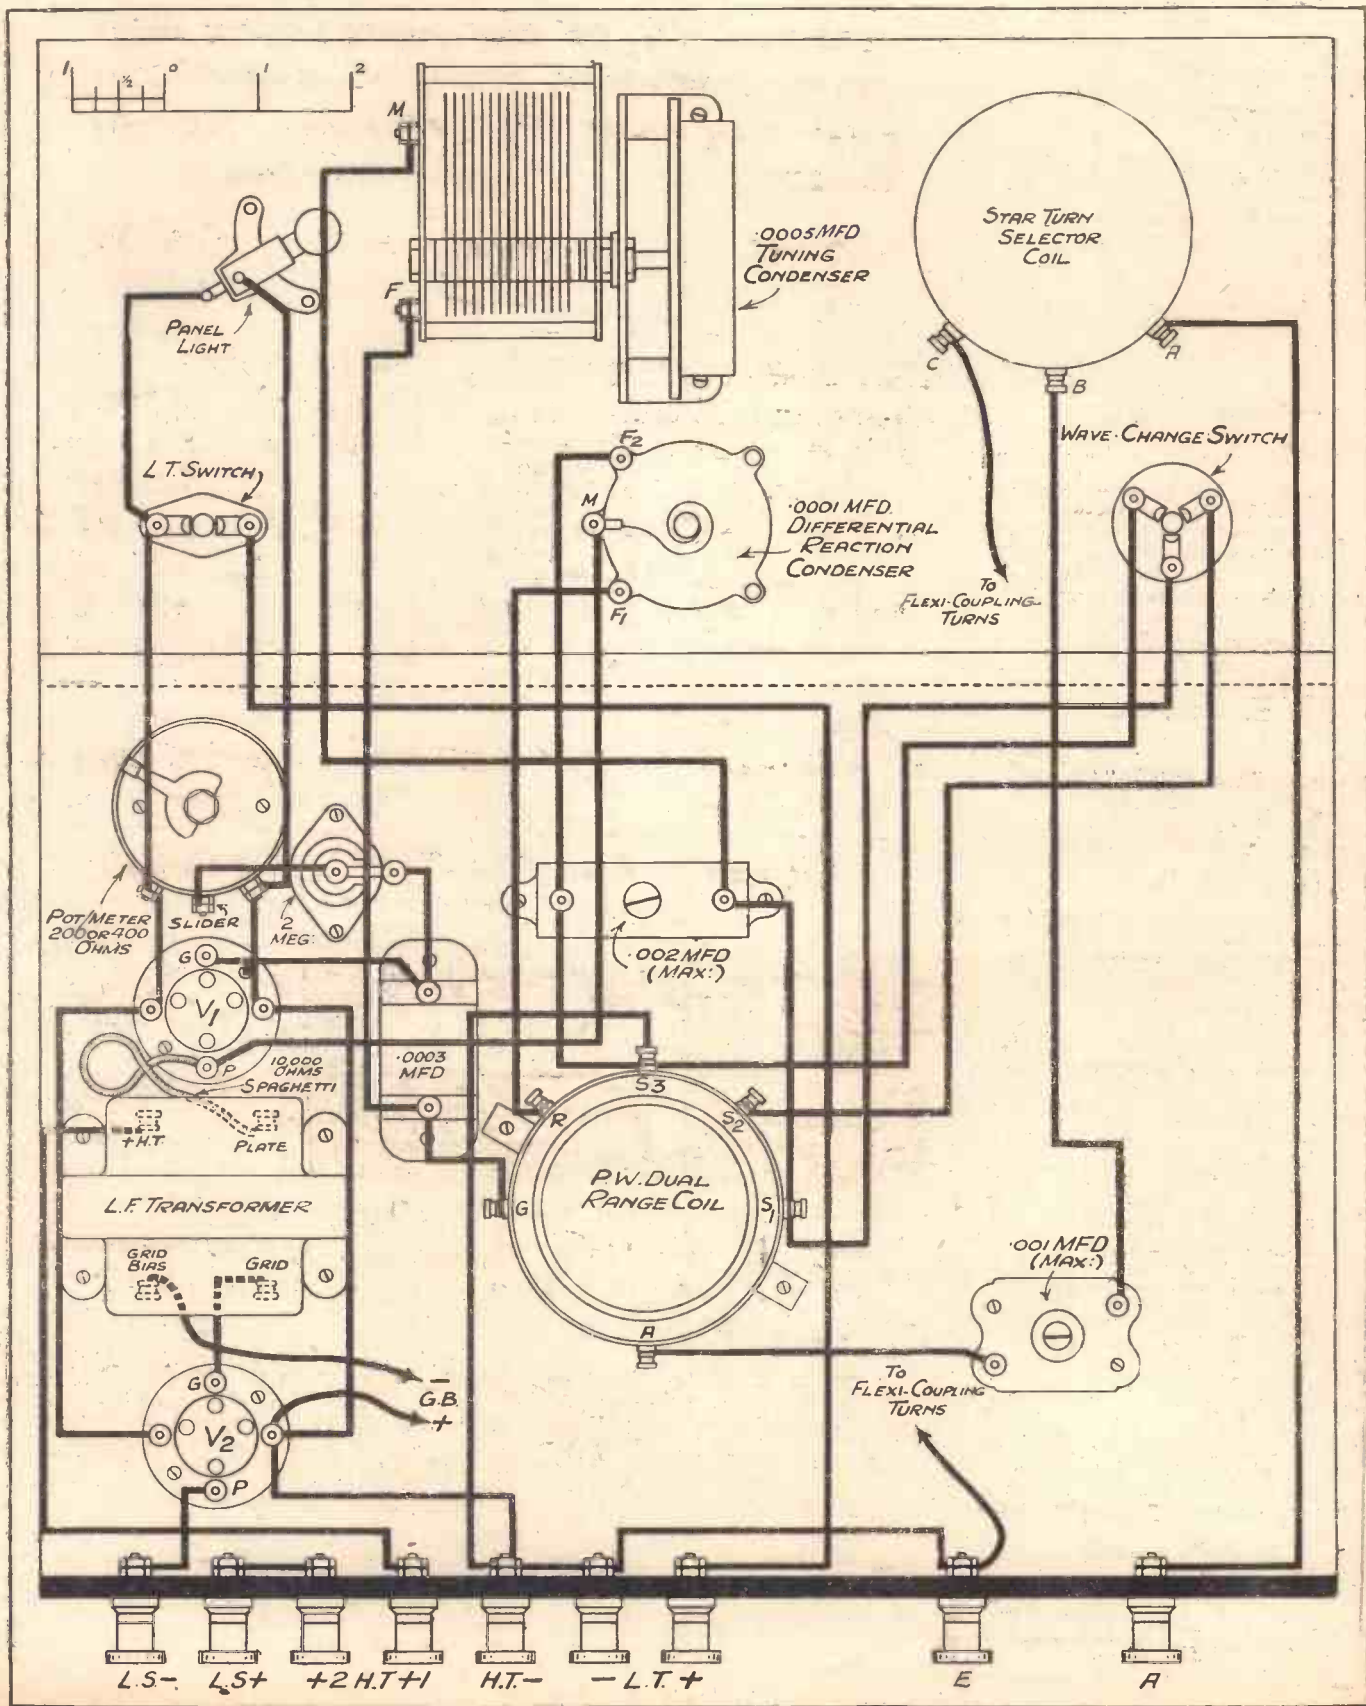 1 ½ 0 1 2
M
F
PANEL
LIGHT
.0005 MFD
TUNING
CONDENSER
STAR TURN
SELECTOR
COIL
C
B
A
L.T. SWITCH
F2
M
F1
.0001 MFD.
DIFFERENTIAL
REACTION
CONDENSER
WAVE-CHANGE SWITCH
TO
FLEXI-COUPLING
TURNS
POT/METER
200 OR 400
OHMS
SLIDER
2
MEG:
.002 MFD
(MAX:)
G
V1
P
10,000
OHMS
SPAGHETTI
.0003
MFD
+H.T.
PLATE
L.F. TRANSFORMER
GRID
BIAS
GRID
S3
R
S2
P.W. DUAL
RANGE COIL
G
S1
A
.001 MFD
(MAX:)
G
V2
P
-
G.B.
+
TO
FLEXI-COUPLING
TURNS
L.S- L.S+ +2 H.T +1 H.T.- - L.T. + E A